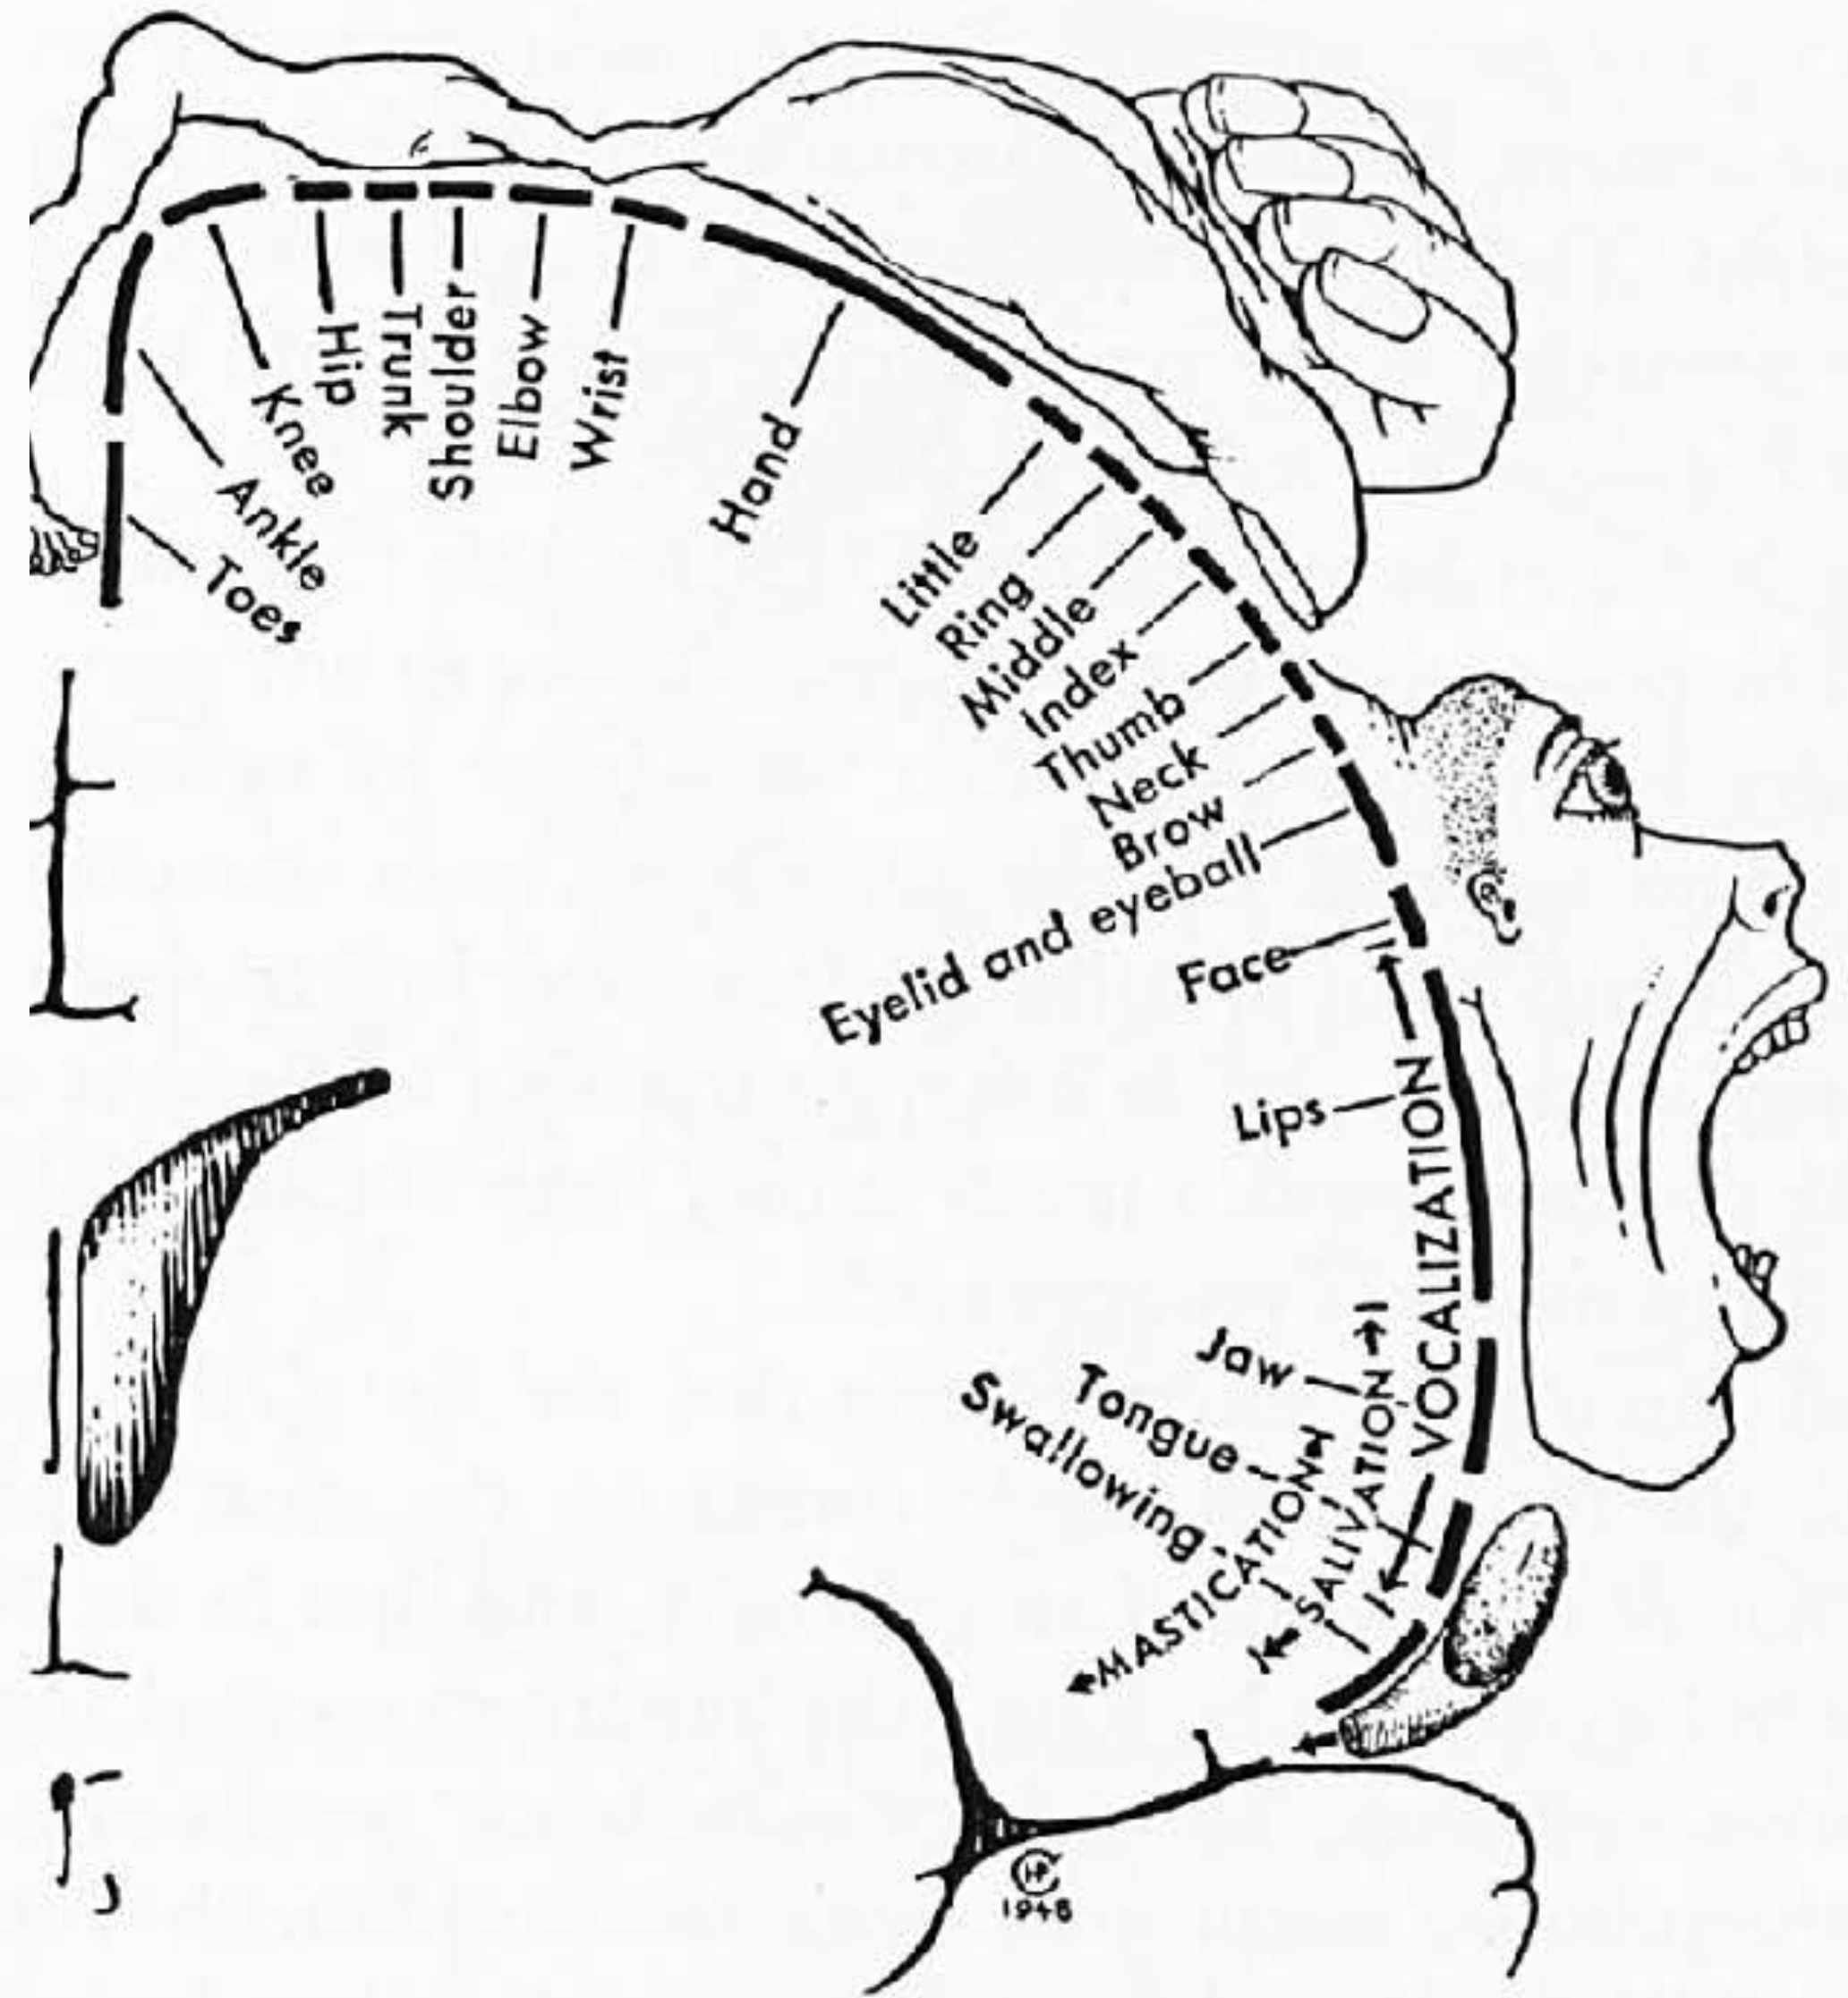 Toes
Ankle
Knee
Hip
Trunk
Shoulder
Elbow
Wrist
Hand
Little
Ring
Middle
Index
Thumb
Neck
Brow
Eyelid and eyeball
Face
Lips
Jaw
Tongue
Swallowing
VOCALIZATION
SALIVATION
MASTICATION
HP
1948